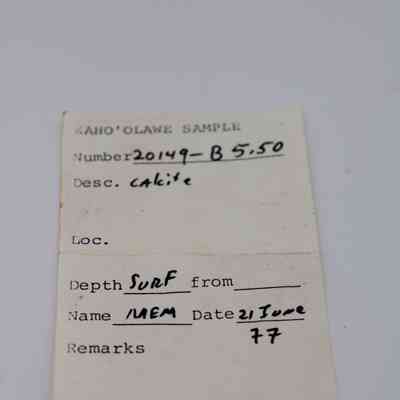 KAHO'OLAWE SAMPLE
Number 20149-B 5.50
Desc. CAlcite
Loc.
Depth SURF from
Name MEM Date 21 June
77
Remarks